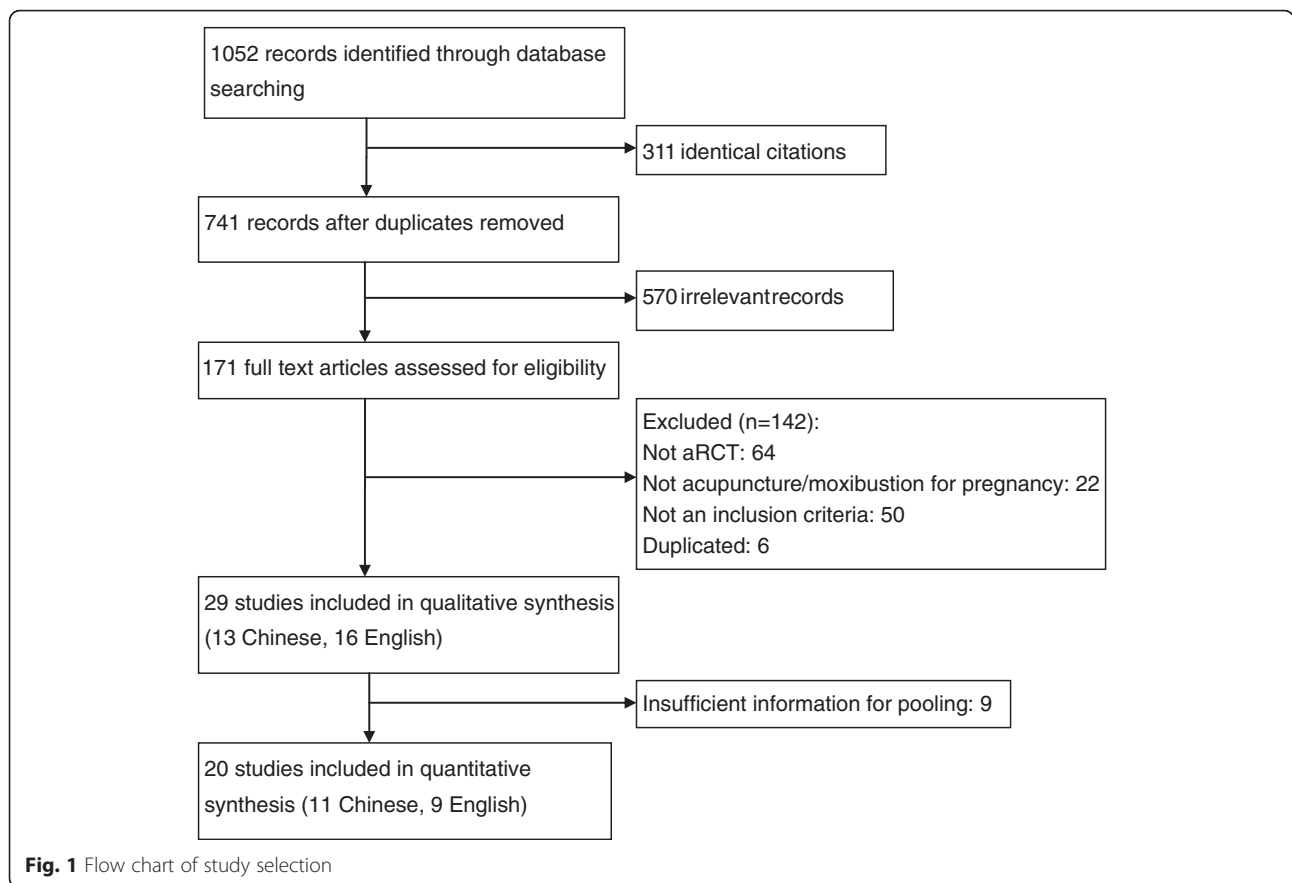 1052 records identified through database
searching
311 identical citations
741 records after duplicates removed
570 irrelevantrecords
171 full text articles assessed for eligibility
Excluded (n=142):
Not aRCT: 64
Not acupuncture/moxibustion for pregnancy: 22
Not an inclusion criteria: 50
Duplicated: 6
29 studies included in qualitative synthesis
(13 Chinese, 16 English)
Insufficient information for pooling: 9
20 studies included in quantitative
synthesis (11 Chinese, 9 English)
Fig. 1 Flow chart of study selection